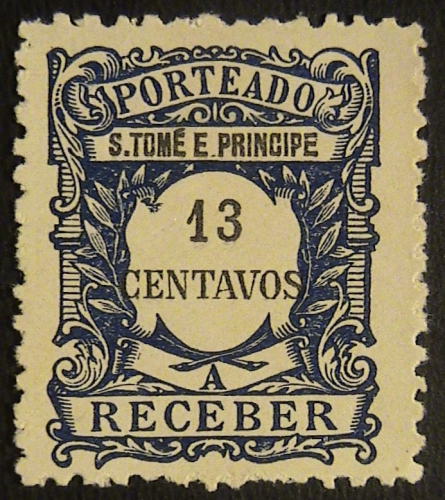 PORTEADO
S. TOMÉ E. PRINCIPE
13
CENTAVOS
A
RECEBER